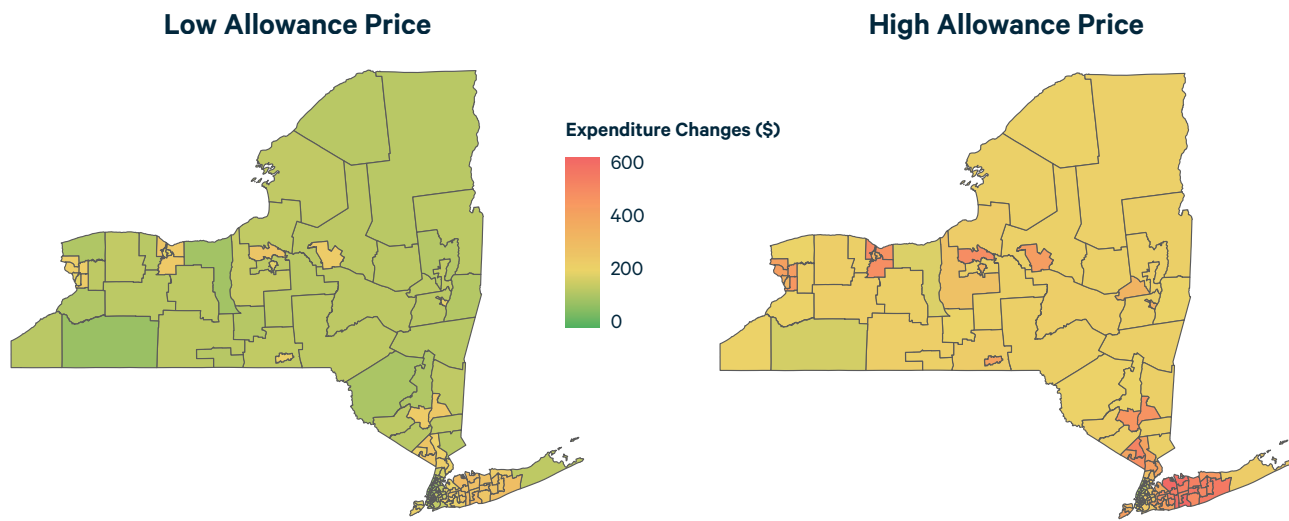 Low Allowance Price
High Allowance Price
Expenditure Changes ($)
600
400
200
0